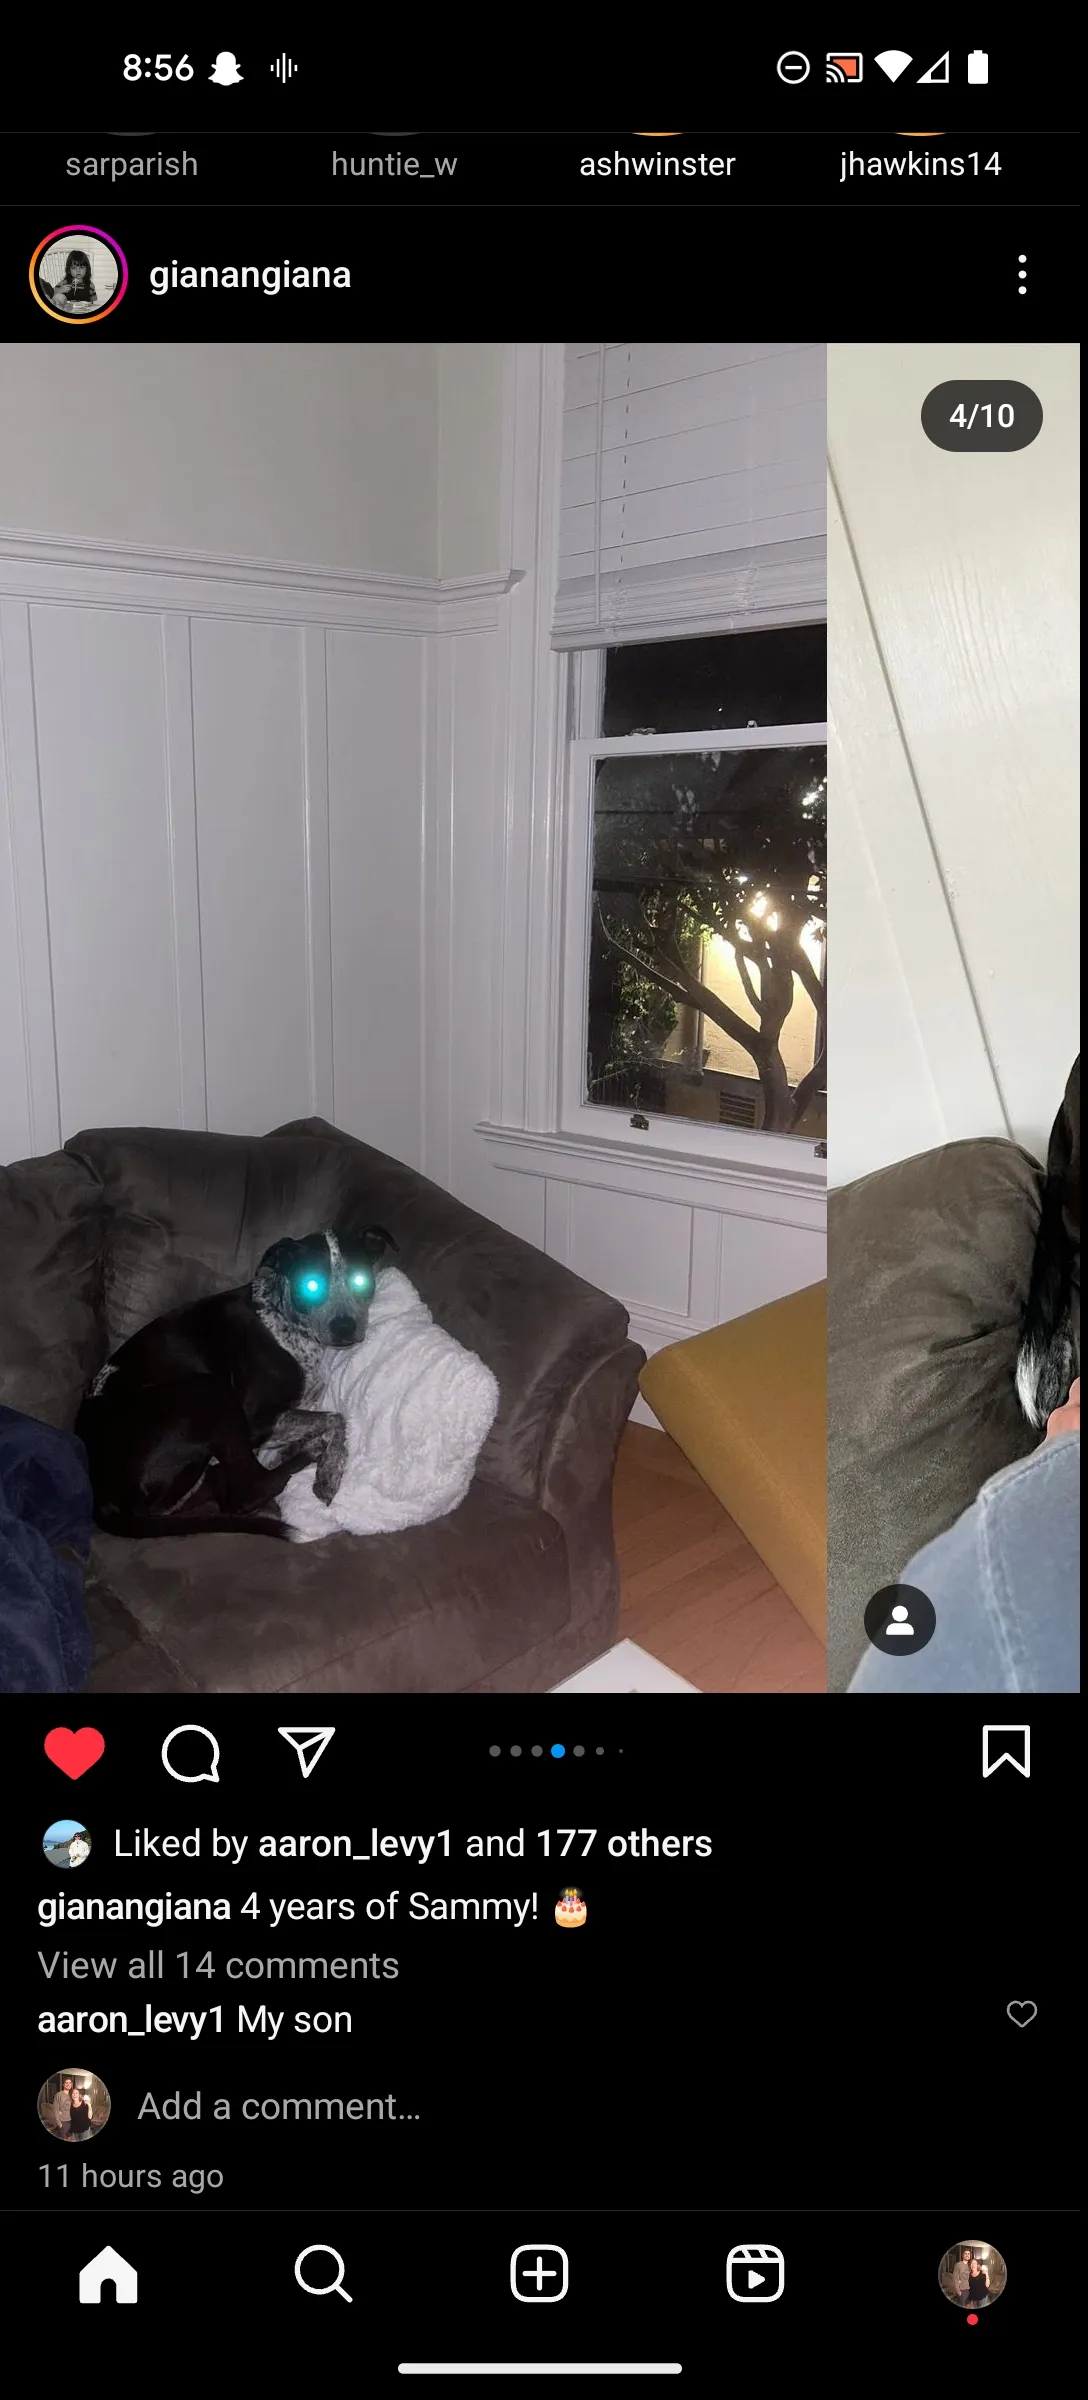 8:56
sarparish huntie_w ashwinster jhawkins14
gianangiana
4/10
Liked by aaron_levy1 and 177 others
gianangiana 4 years of Sammy! 🎂
View all 14 comments
aaron_levy1 My son
Add a comment...
11 hours ago